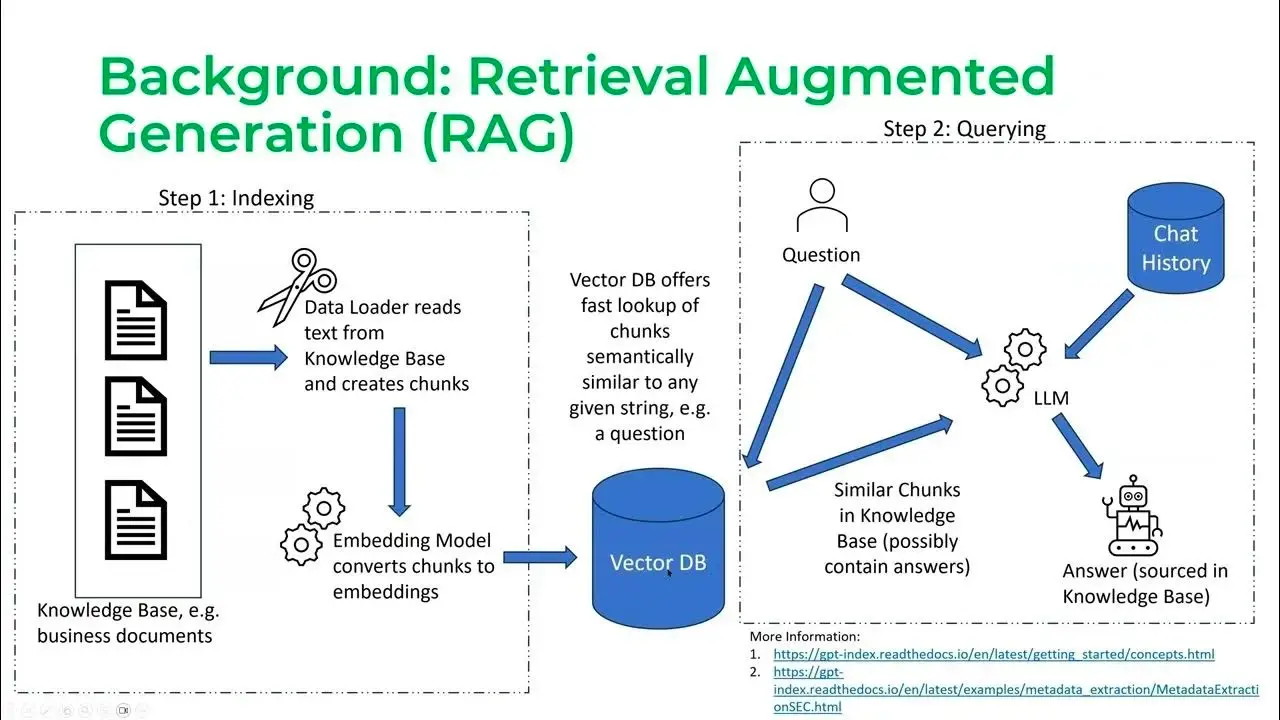 Background: Retrieval Augmented
Generation (RAG)
Step 1: Indexing
Data Loader reads
text from
Knowledge Base
and creates chunks
Embedding Model
converts chunks to
embeddings
Knowledge Base, e.g.
business documents
Vector DB offers
fast lookup of
chunks
semantically
similar to any
given string, e.g.
a question
Vector DB
Step 2: Querying
Question
Chat
History
LLM
Similar Chunks
in Knowledge
Base (possibly
contain answers)
Answer (sourced in
Knowledge Base)
More Information:
1. https://gpt-index.readthedocs.io/en/latest/getting_started/concepts.html
2. https://gpt-
index.readthedocs.io/en/latest/examples/metadata_extraction/MetadataExtracti
onSEC.html